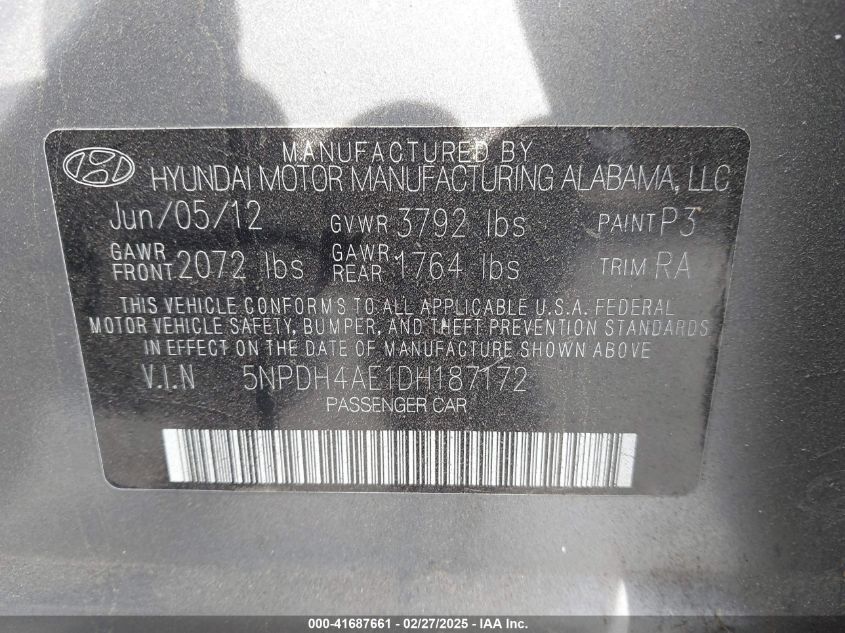 MANUFACTURED BY
HYUNDAI MOTOR MANUFACTURING ALABAMA, LLC
Jun/05/12 GVWR 3792 lbs PAINT P3
GAWR FRONT 2072 lbs GAWR REAR 1764 lbs TRIM RA
THIS VEHICLE CONFORMS TO ALL APPLICABLE U.S.A. FEDERAL
MOTOR VEHICLE SAFETY, BUMPER, AND THEFT PREVENTION STANDARDS
IN EFFECT ON THE DATE OF MANUFACTURE SHOWN ABOVE
V.I.N 5NPDH4AE1DH187172
PASSENGER CAR
000-41687661 - 02/27/2025 - IAA Inc.